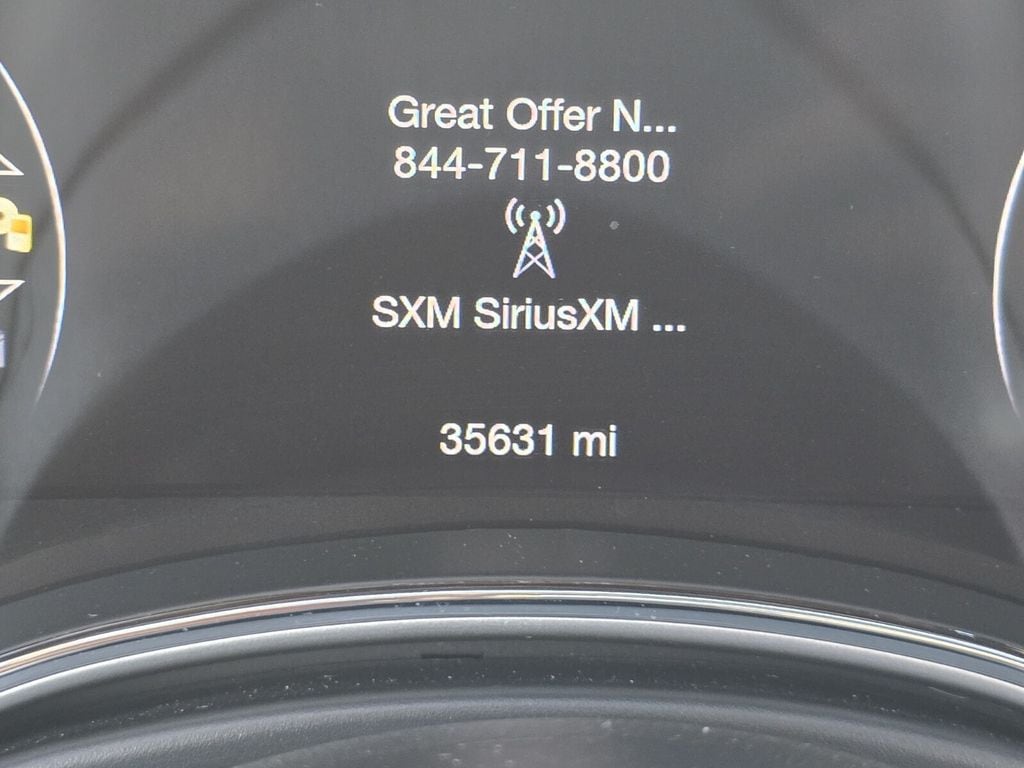 Great Offer N...
844-711-8800
SXM SiriusXM ...
35631 mi